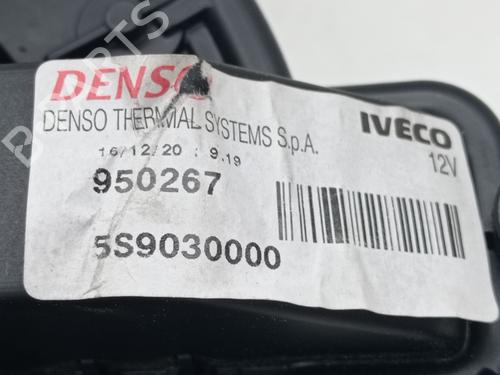 DENSO
DENSO THERMAL SYSTEMS S.p.A.
IVECO
12V
16/12/20 : 9.19
950267
5S9030000